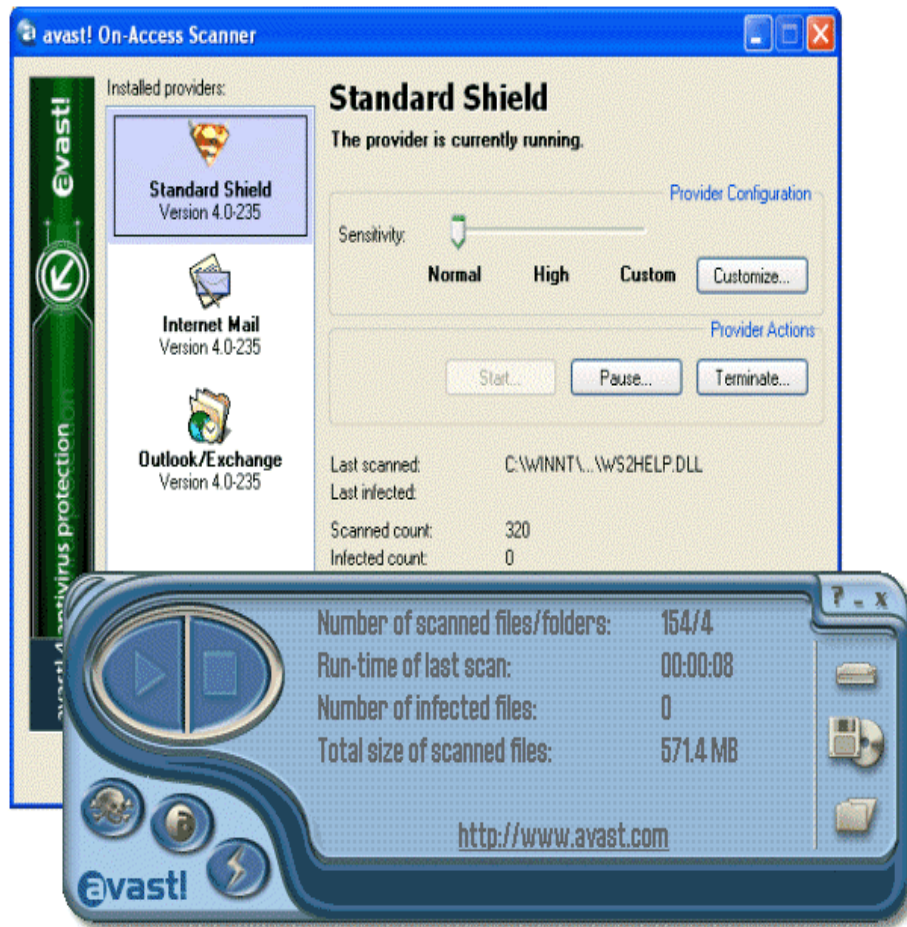 avast! On-Access Scanner
Installed providers:
Standard Shield
Version 4.0-235
Internet Mail
Version 4.0-235
Outlook/Exchange
Version 4.0-235
avast!
avast! 4 antivirus protection
Standard Shield
The provider is currently running.
Provider Configuration
Sensitivity:
Normal High Custom Customize...
Provider Actions
Start... Pause... Terminate...
Last scanned: C:\WINNT\...\WS2HELP.DLL
Last infected:
Scanned count: 320
Infected count: 0
? - x
Number of scanned files/folders: 154/4
Run-time of last scan: 00:00:08
Number of infected files: 0
Total size of scanned files: 571.4 MB
http://www.avast.com
a
avast!